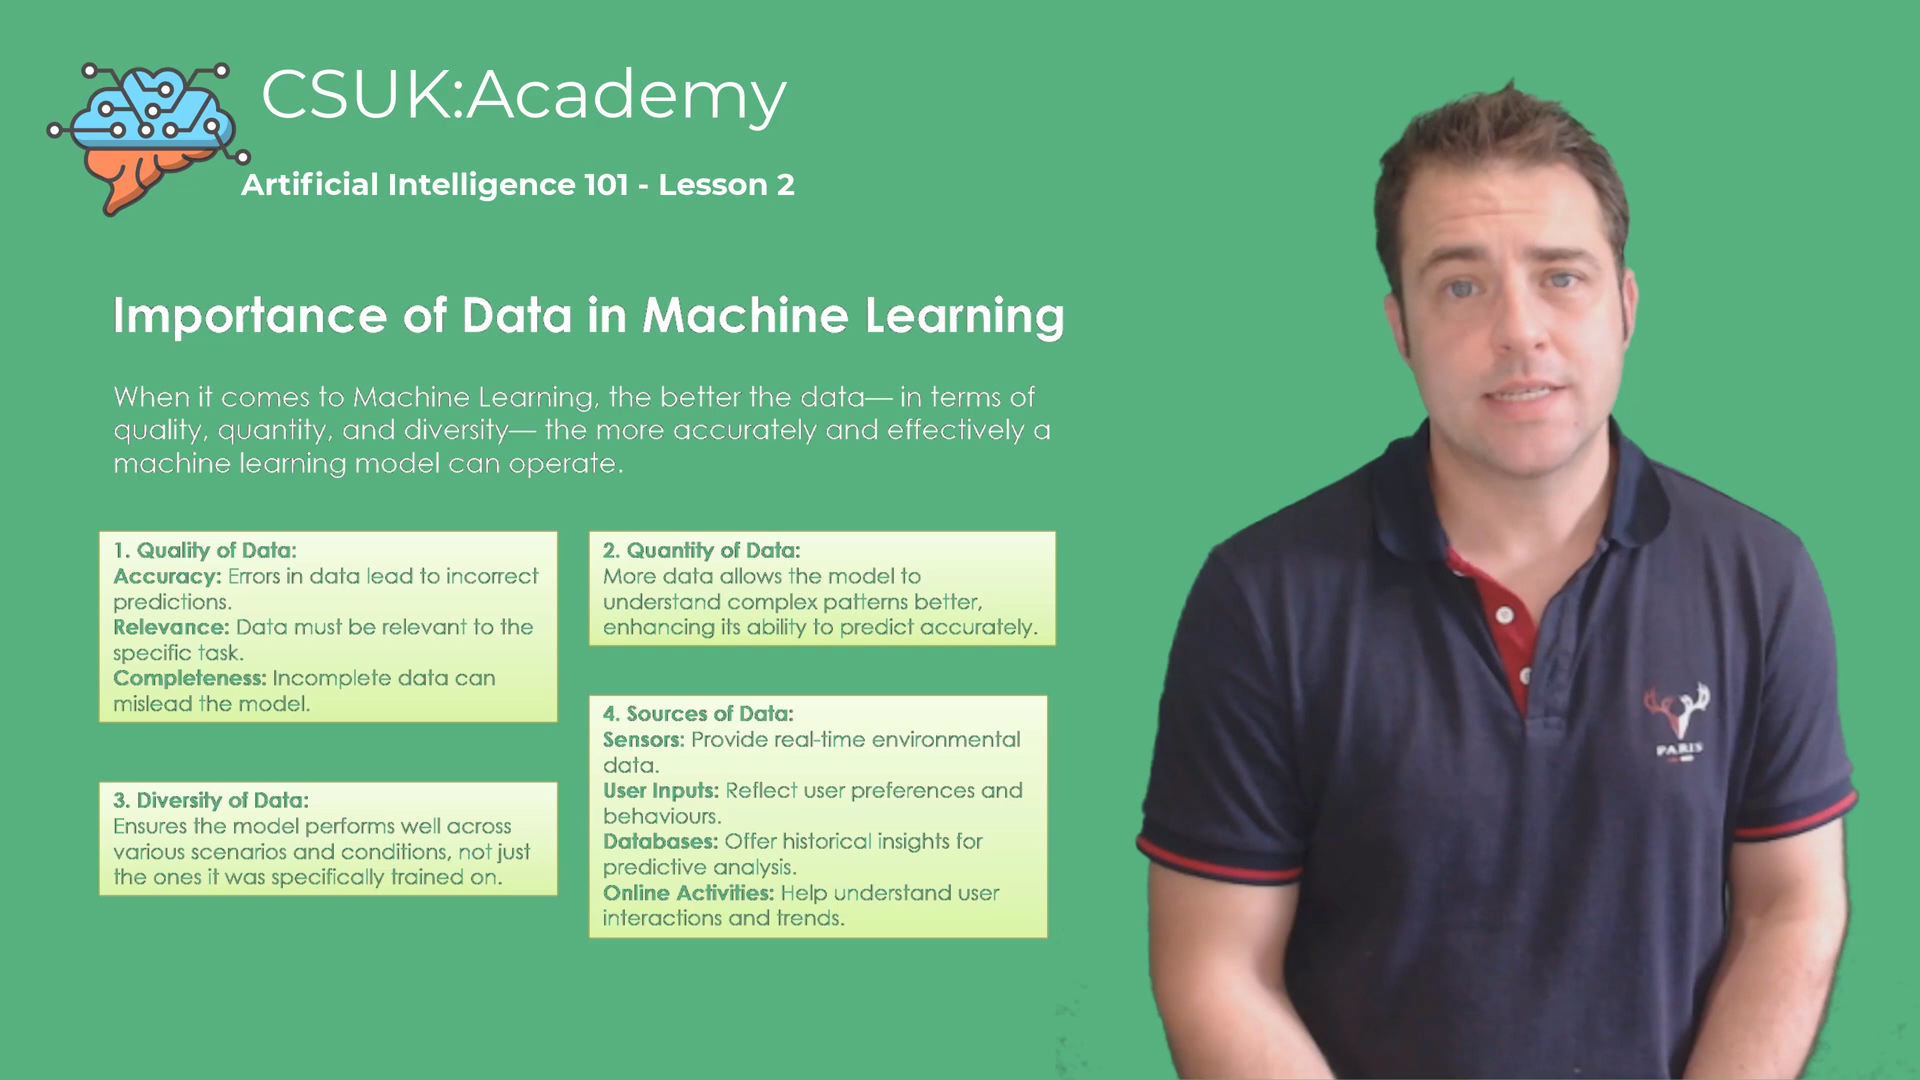 CSUK:Academy
Artificial Intelligence 101 - Lesson 2
Importance of Data in Machine Learning
When it comes to Machine Learning, the better the data— in terms of
quality, quantity, and diversity— the more accurately and effectively a
machine learning model can operate.
1. Quality of Data:
Accuracy: Errors in data lead to incorrect
predictions.
Relevance: Data must be relevant to the
specific task.
Completeness: Incomplete data can
mislead the model.
2. Quantity of Data:
More data allows the model to
understand complex patterns better,
enhancing its ability to predict accurately.
3. Diversity of Data:
Ensures the model performs well across
various scenarios and conditions, not just
the ones it was specifically trained on.
4. Sources of Data:
Sensors: Provide real-time environmental
data.
User Inputs: Reflect user preferences and
behaviours.
Databases: Offer historical insights for
predictive analysis.
Online Activities: Help understand user
interactions and trends.
PARIS